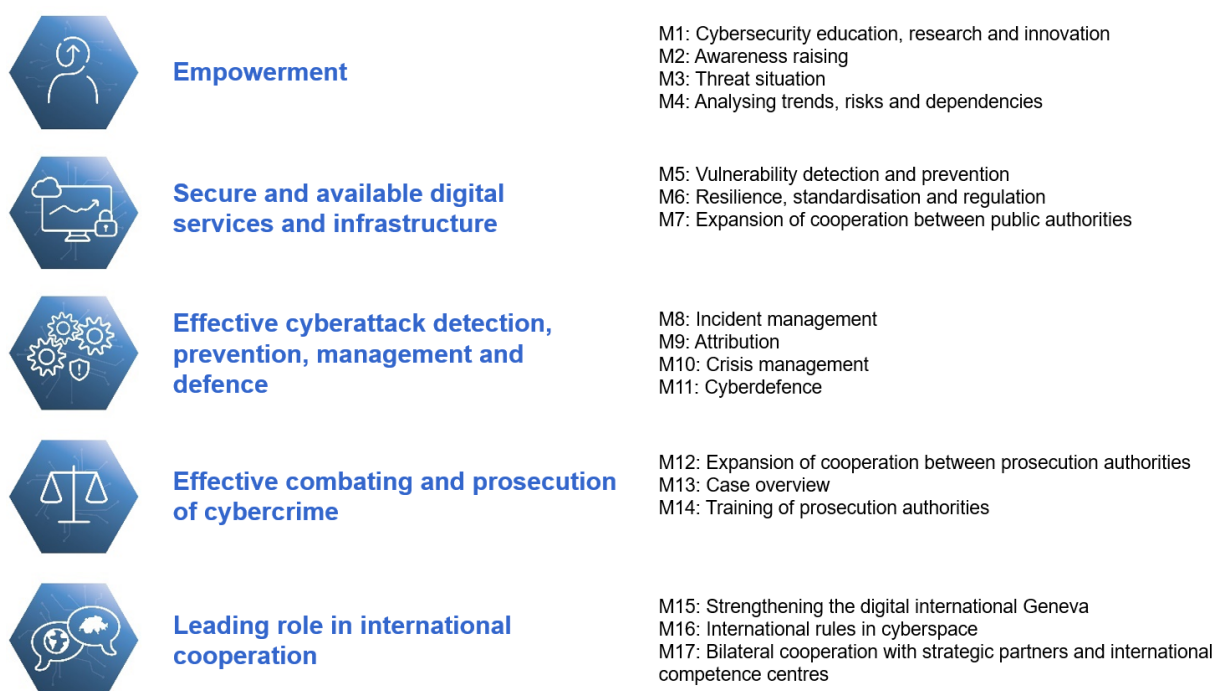 Empowerment
M1: Cybersecurity education, research and innovation
M2: Awareness raising
M3: Threat situation
M4: Analysing trends, risks and dependencies
Secure and available digital
services and infrastructure
M5: Vulnerability detection and prevention
M6: Resilience, standardisation and regulation
M7: Expansion of cooperation between public authorities
Effective cyberattack detection,
prevention, management and
defence
M8: Incident management
M9: Attribution
M10: Crisis management
M11: Cyberdefence
Effective combating and prosecution
of cybercrime
M12: Expansion of cooperation between prosecution authorities
M13: Case overview
M14: Training of prosecution authorities
Leading role in international
cooperation
M15: Strengthening the digital international Geneva
M16: International rules in cyberspace
M17: Bilateral cooperation with strategic partners and international
competence centres